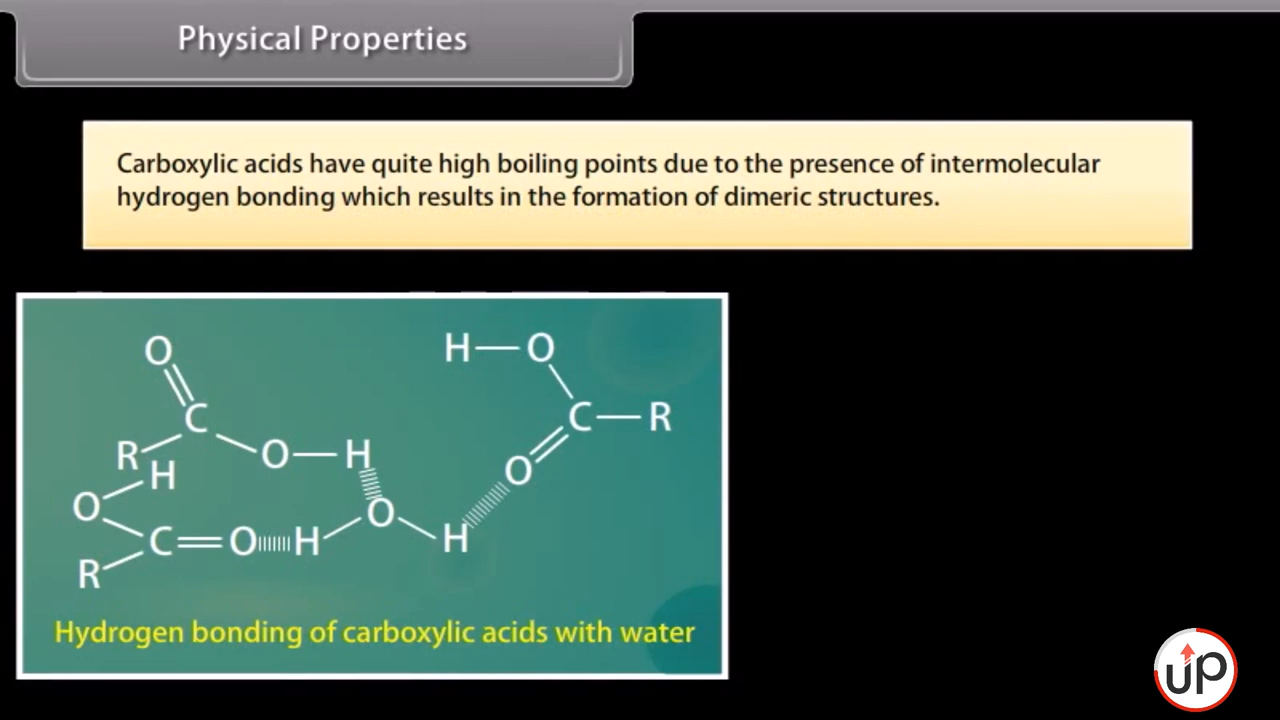 Physical Properties
Carboxylic acids have quite high boiling points due to the presence of intermolecular
hydrogen bonding which results in the formation of dimeric structures.
O
H O
C
C R
R
O H
H
O
O
O
C O H H
R
Hydrogen bonding of carboxylic acids with water
up